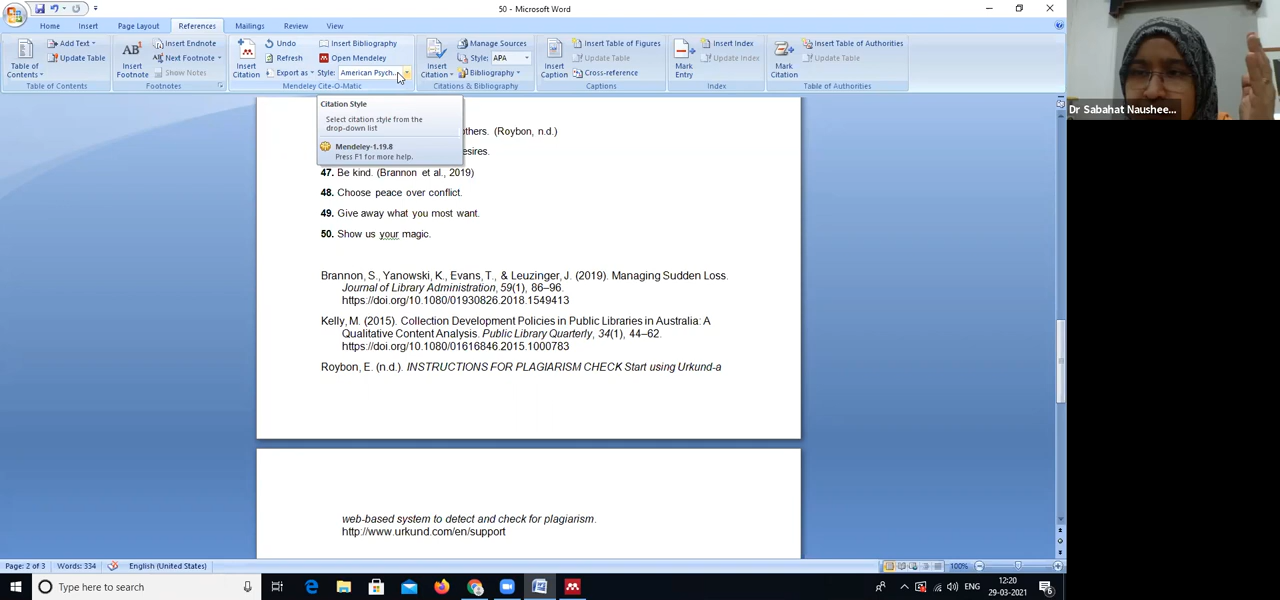 50 - Microsoft Word
Home Insert Page Layout References Mailings Review View
Table of Contents
Add Text
Update Table
Table of Contents
AB¹
Insert Footnote
Insert Endnote
Next Footnote
Show Notes
Footnotes
Insert Citation
Undo
Refresh
Export as
Insert Bibliography
Open Mendeley
Style: American Psych...
Mendeley Cite-O-Matic
Insert Citation
Manage Sources
Style: APA
Bibliography
Citations & Bibliography
Insert Caption
Insert Table of Figures
Update Table
Cross-reference
Captions
Mark Entry
Insert Index
Update Index
Index
Mark Citation
Insert Table of Authorities
Update Table
Table of Authorities
Citation Style
Select citation style from the
drop-down list
Mendeley-1.19.8
Press F1 for more help.
Dr Sabahat Naushee...
thers. (Roybon, n.d.)
esires.
47. Be kind. (Brannon et al., 2019)
48. Choose peace over conflict.
49. Give away what you most want.
50. Show us your magic.
Brannon, S., Yanowski, K., Evans, T., & Leuzinger, J. (2019). Managing Sudden Loss.
Journal of Library Administration, 59(1), 86–96.
https://doi.org/10.1080/01930826.2018.1549413
Kelly, M. (2015). Collection Development Policies in Public Libraries in Australia: A
Qualitative Content Analysis. Public Library Quarterly, 34(1), 44–62.
https://doi.org/10.1080/01616846.2015.1000783
Roybon, E. (n.d.). INSTRUCTIONS FOR PLAGIARISM CHECK Start using Urkund-a
web-based system to detect and check for plagiarism.
http://www.urkund.com/en/support
Page: 2 of 3 Words: 334 English (United States) 100%
Type here to search
ENG
12:20
29-03-2021
6